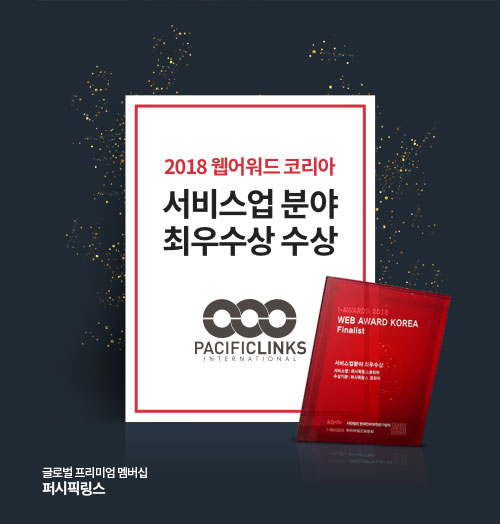 2018 웹어워드 코리아
서비스업 분야
최우수상 수상
PACIFICLINKS
INTERNATIONAL
I-AWARDS 2018
WEB AWARD KOREA
Finalist
서비스업분야 최우수상
글로벌 프리미엄 멤버십
퍼시픽링스